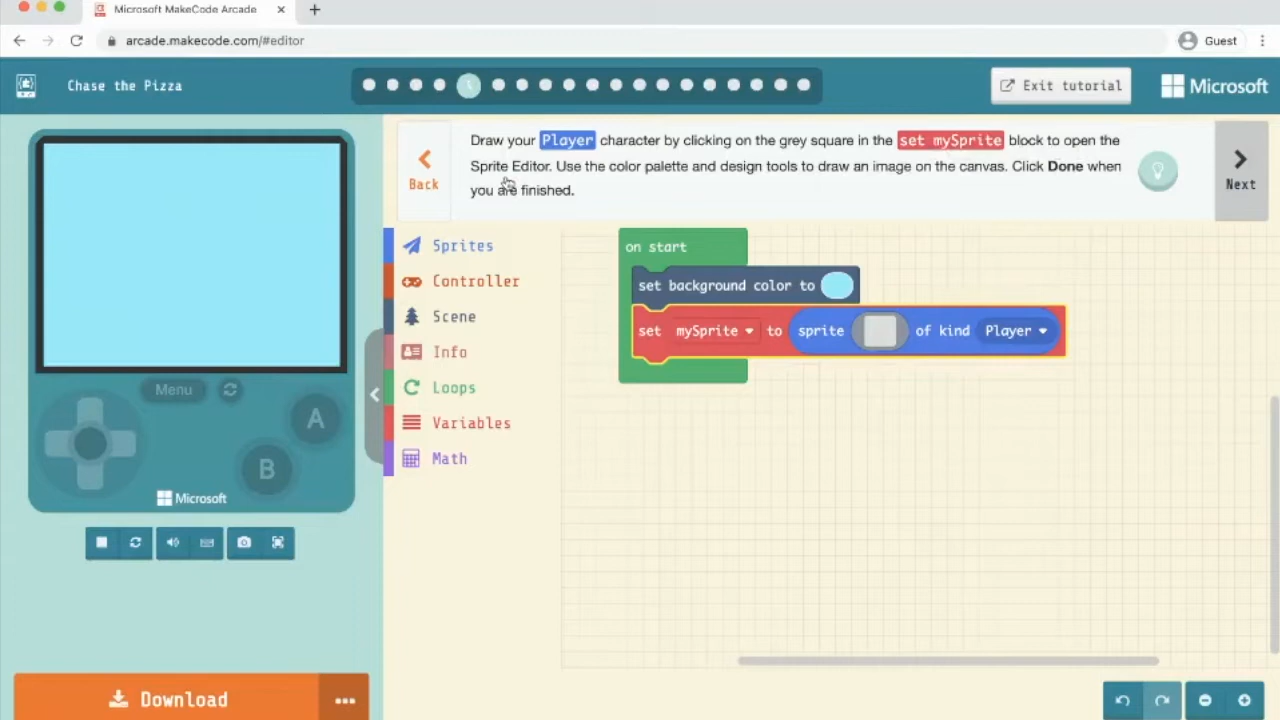 Microsoft MakeCode Arcade
arcade.makecode.com/#editor
Guest
Chase the Pizza
Exit tutorial
Microsoft
Back
Draw your Player character by clicking on the grey square in the set mySprite block to open the
Sprite Editor. Use the color palette and design tools to draw an image on the canvas. Click Done when
you are finished.
Next
Sprites
Controller
Scene
Info
Loops
Variables
Math
on start
set background color to
set mySprite to sprite of kind Player
Menu
A
B
Microsoft
Download